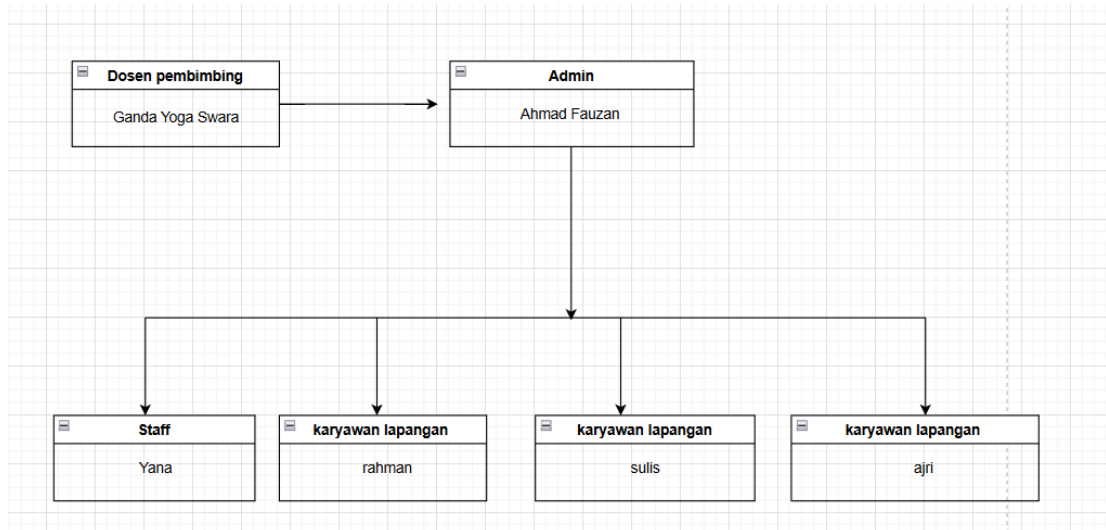 Dosen pembimbing
Ganda Yoga Swara
Admin
Ahmad Fauzan
Staff
Yana
karyawan lapangan
rahman
karyawan lapangan
sulis
karyawan lapangan
ajri